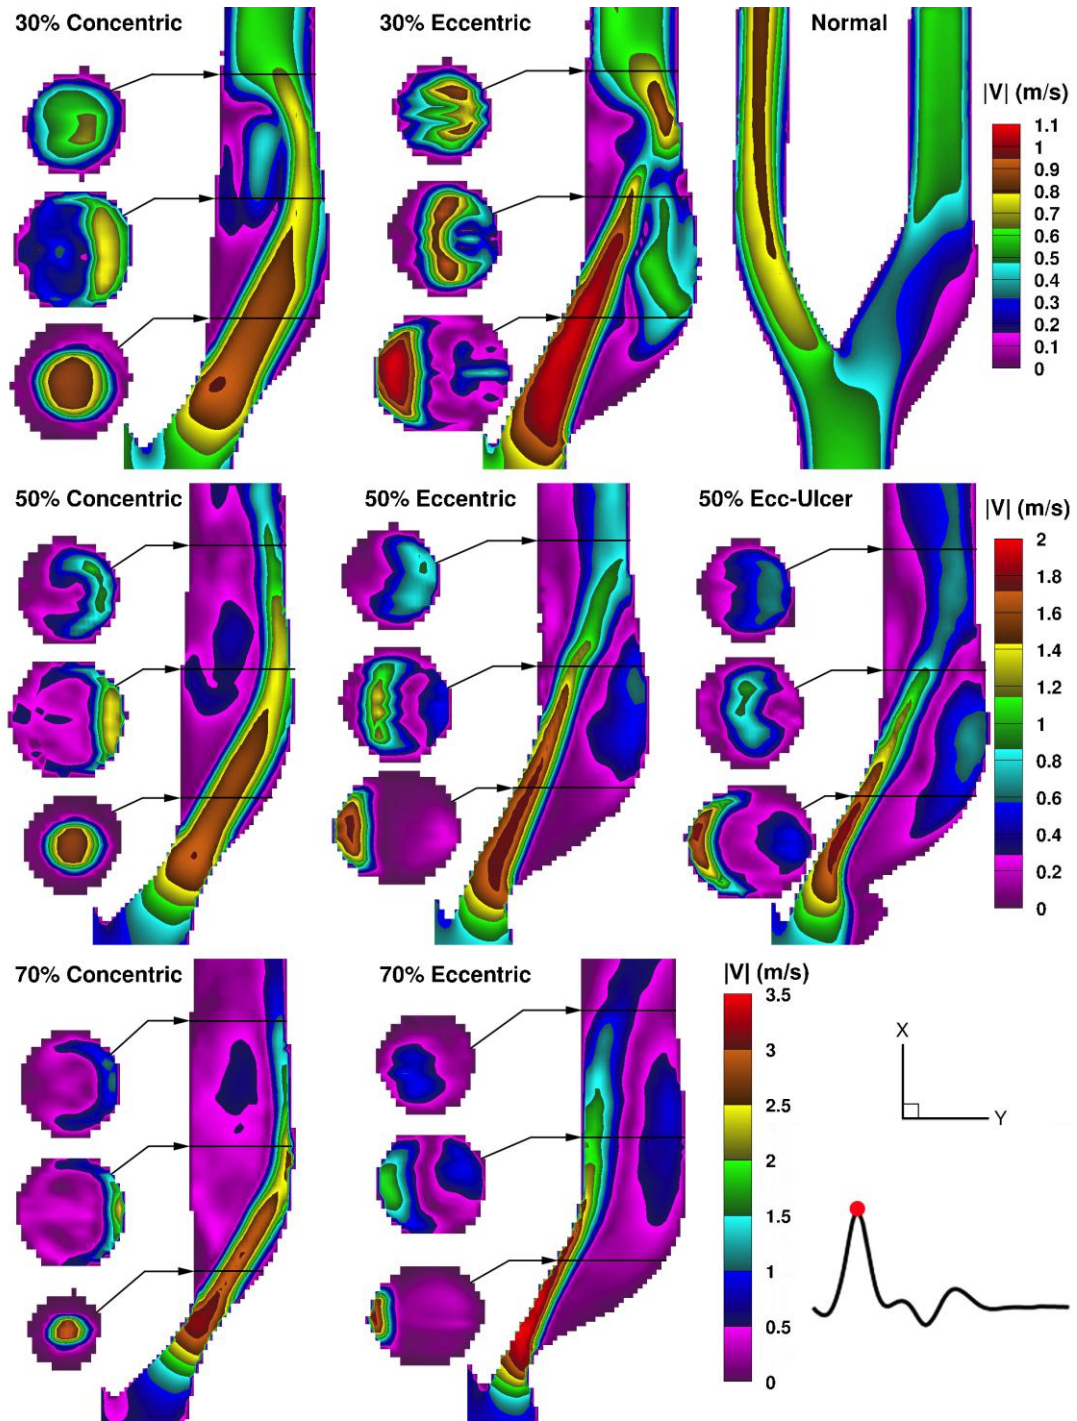 30% Concentric
30% Eccentric
Normal
|V| (m/s)
1.1
1
0.9
0.8
0.7
0.6
0.5
0.4
0.3
0.2
0.1
0
50% Concentric
50% Eccentric
50% Ecc-Ulcer
|V| (m/s)
2
1.8
1.6
1.4
1.2
1
0.8
0.6
0.4
0.2
0
70% Concentric
70% Eccentric
|V| (m/s)
3.5
3
2.5
2
1.5
1
0.5
0
X
Y